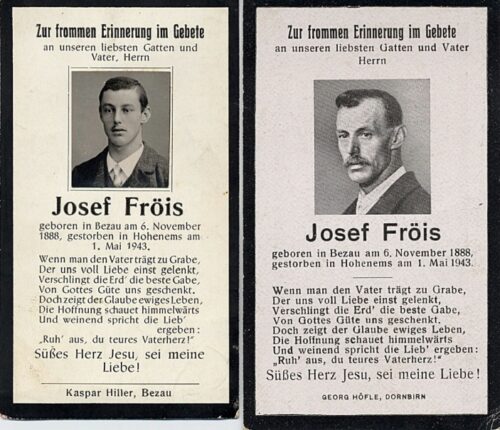 Zur frommen Erinnerung im Gebete
an unseren liebsten Gatten und
Vater, Herrn
Josef Fröis
geboren in Bezau am 6. November
1888, gestorben in Hohenems am
1. Mai 1943.
Wenn man den Vater trägt zu Grabe,
Der uns voll Liebe einst gelenkt,
Verschlingt die Erd' die beste Gabe,
Von Gottes Güte uns geschenkt.
Doch zeigt der Glaube ewiges Leben,
Die Hoffnung schauet himmelwärts
Und weinend spricht die Lieb'
ergeben:
„Ruh' aus, du teures Vaterherz!"
Süßes Herz Jesu, sei meine
Liebe!
Kaspar Hiller, Bezau
Zur frommen Erinnerung im Gebete
an unseren liebsten Gatten und Vater
Herrn
Josef Fröis
geboren in Bezau am 6. November 1888,
gestorben in Hohenems am 1. Mai 1943.
Wenn man den Vater trägt zu Grabe,
Der uns voll Liebe einst gelenkt,
Verschlingt die Erd' die beste Gabe,
Von Gottes Güte uns geschenkt.
Doch zeigt der Glaube ewiges Leben,
Die Hoffnung schauet himmelwärts
Und weinend spricht die Lieb' ergeben:
„Ruh' aus, du teures Vaterherz!"
Süßes Herz Jesu, sei meine Liebe!
GEORG HÖFLE, DORNBIRN